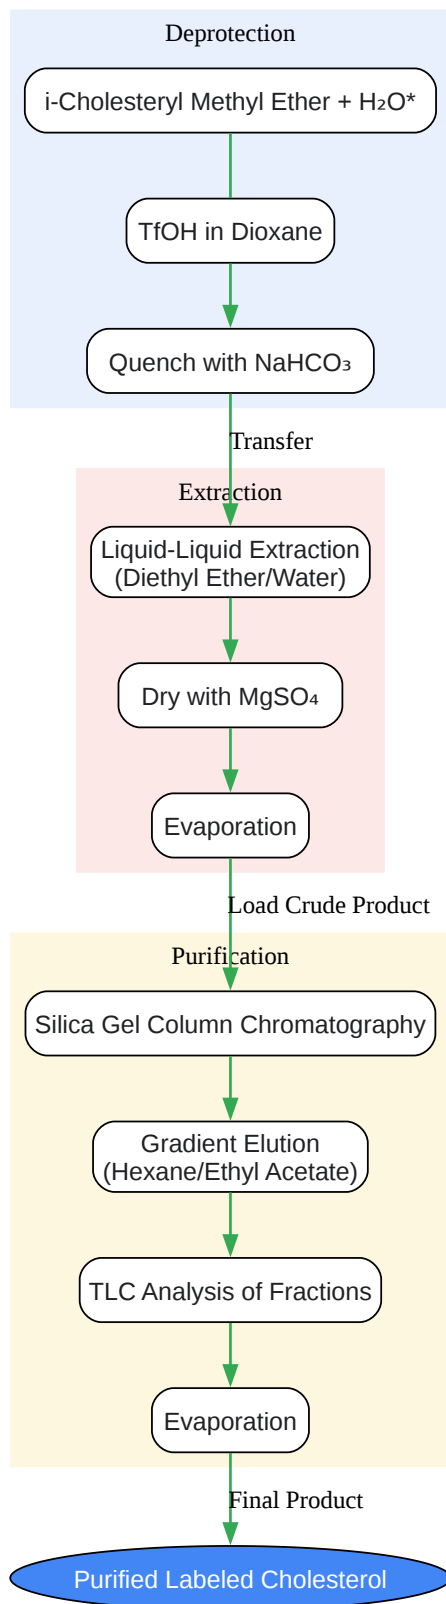 Deprotection
i-Cholesteryl Methyl Ether + H₂O*
TfOH in Dioxane
Quench with NaHCO₃
Transfer
Extraction
Liquid-Liquid Extraction
(Diethyl Ether/Water)
Dry with MgSO₄
Evaporation
Load Crude Product
Purification
Silica Gel Column Chromatography
Gradient Elution
(Hexane/Ethyl Acetate)
TLC Analysis of Fractions
Evaporation
Final Product
Purified Labeled Cholesterol